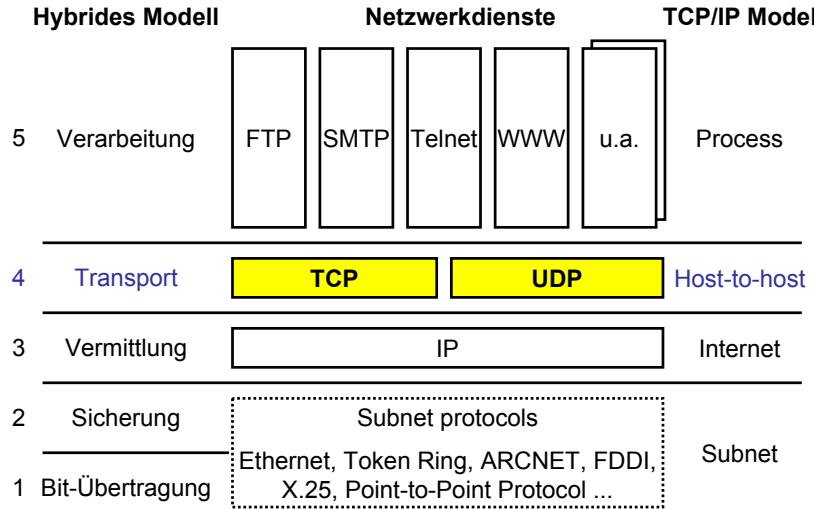 Hybrides Modell Netzwerkdienste TCP/IP Model
5 Verarbeitung FTP SMTP Telnet WWW u.a. Process
4 Transport TCP UDP Host-to-host
3 Vermittlung IP Internet
2 Sicherung Subnet protocols
Subnet
Ethernet, Token Ring, ARCNET, FDDI,
1 Bit-Übertragung X.25, Point-to-Point Protocol ...